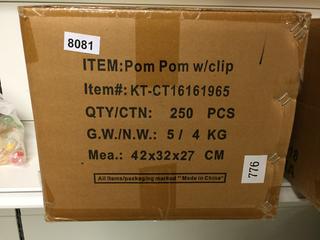 8081
ITEM:Pom Pom w/clip
Item#: KT-CT16161965
QTY/CTN: 250 PCS
G.W./N.W.: 5 / 4 KG
Mea.: 42x32x27 CM
776
All items/packaging marked "Made in China"